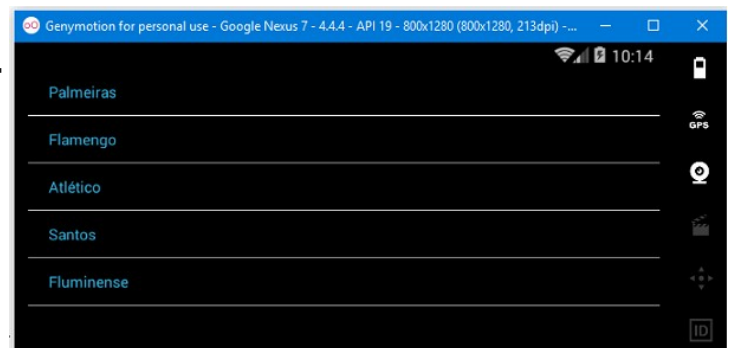 Genymotion for personal use - Google Nexus 7 - 4.4.4 - API 19 - 800x1280 (800x1280, 213dpi) -...
10:14
Palmeiras
GPS
Flamengo
Atlético
Santos
Fluminense
ID